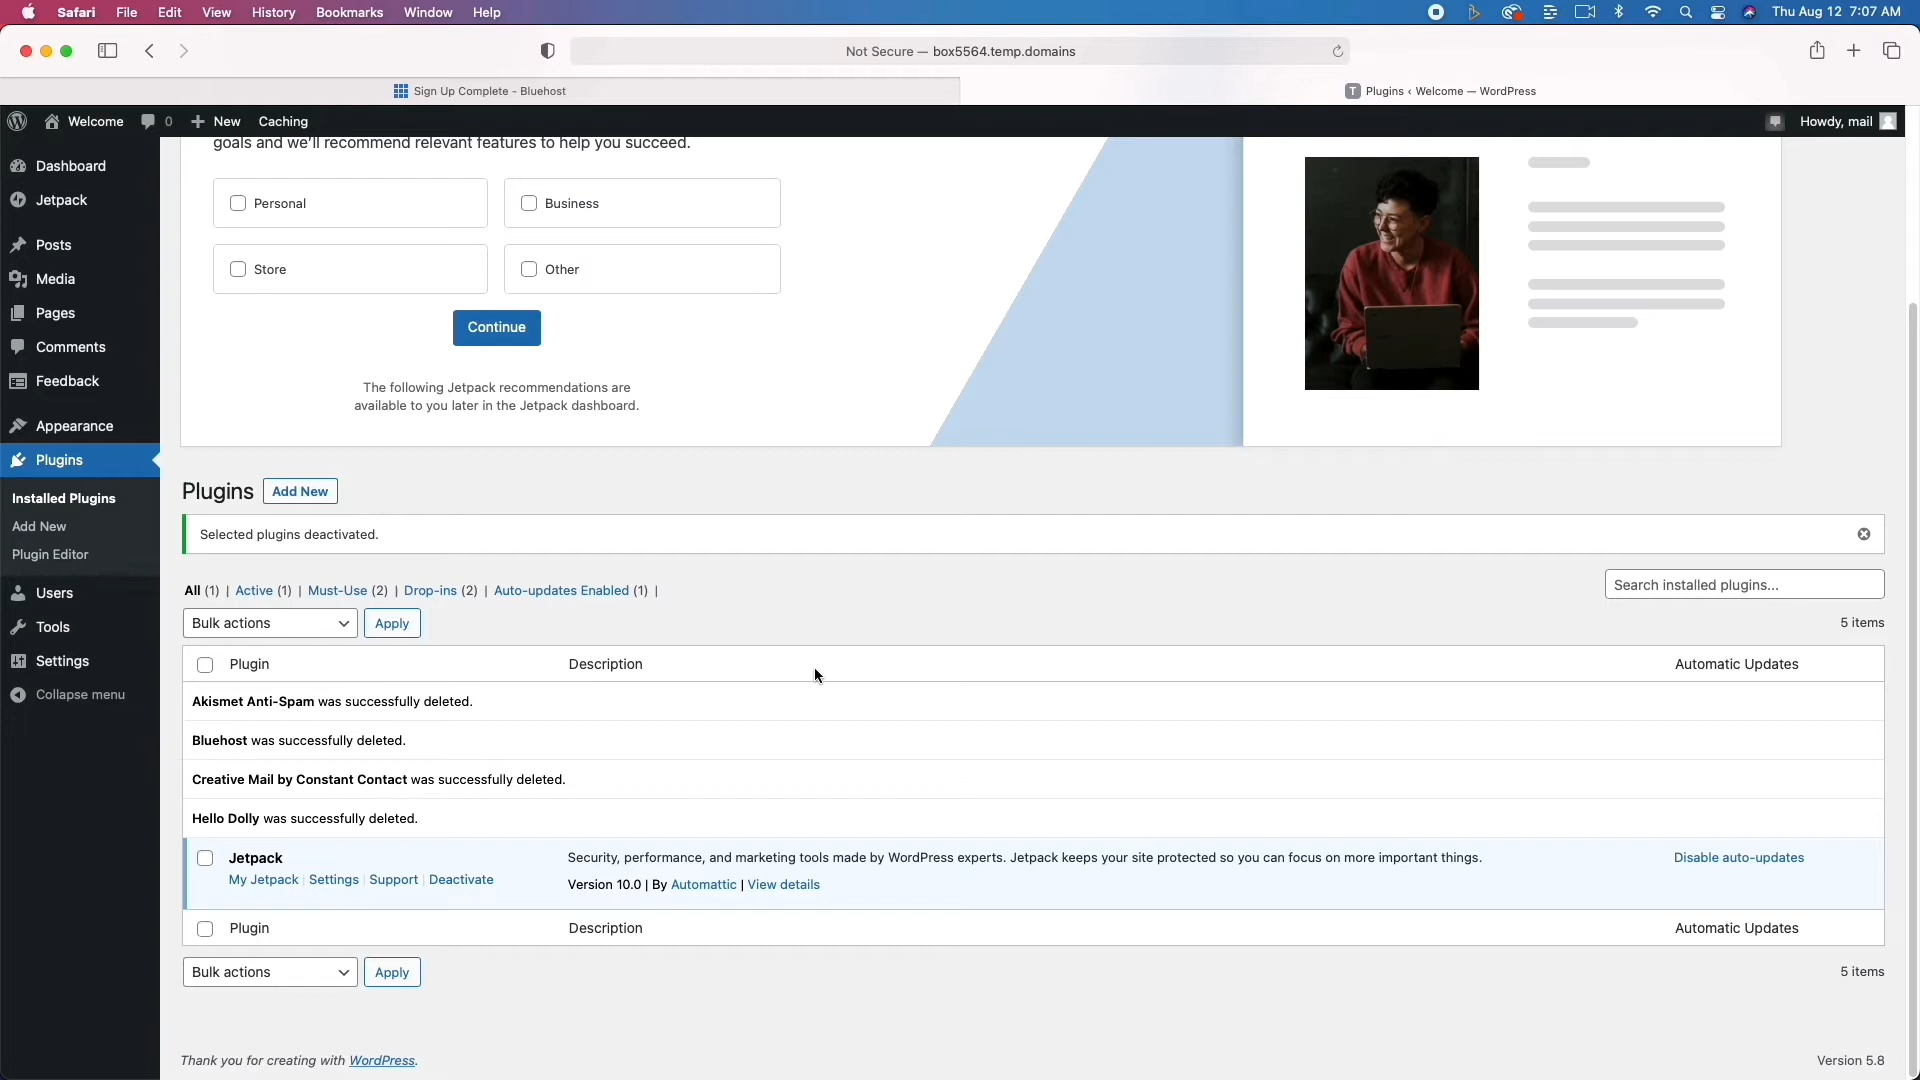 Safari File Edit View History Bookmarks Window Help Thu Aug 12 7:07 AM
Not Secure — box5564.temp.domains
Sign Up Complete - Bluehost
T Plugins ‹ Welcome — WordPress
Welcome 0 New Caching Howdy, mail
Dashboard
Jetpack
Posts
Media
Pages
Comments
Feedback
Appearance
Plugins
Installed Plugins
Add New
Plugin Editor
Users
Tools
Settings
Collapse menu
goals and we'll recommend relevant features to help you succeed.
Personal Business
Store Other
Continue
The following Jetpack recommendations are
available to you later in the Jetpack dashboard.
Plugins Add New
Selected plugins deactivated.
All (1) | Active (1) | Must-Use (2) | Drop-ins (2) | Auto-updates Enabled (1) |
Search installed plugins...
Bulk actions Apply 5 items
Plugin Description Automatic Updates
Akismet Anti-Spam was successfully deleted.
Bluehost was successfully deleted.
Creative Mail by Constant Contact was successfully deleted.
Hello Dolly was successfully deleted.
Jetpack Security, performance, and marketing tools made by WordPress experts. Jetpack keeps your site protected so you can focus on more important things. Disable auto-updates
My Jetpack | Settings | Support | Deactivate Version 10.0 | By Automattic | View details
Plugin Description Automatic Updates
Bulk actions Apply 5 items
Thank you for creating with WordPress. Version 5.8